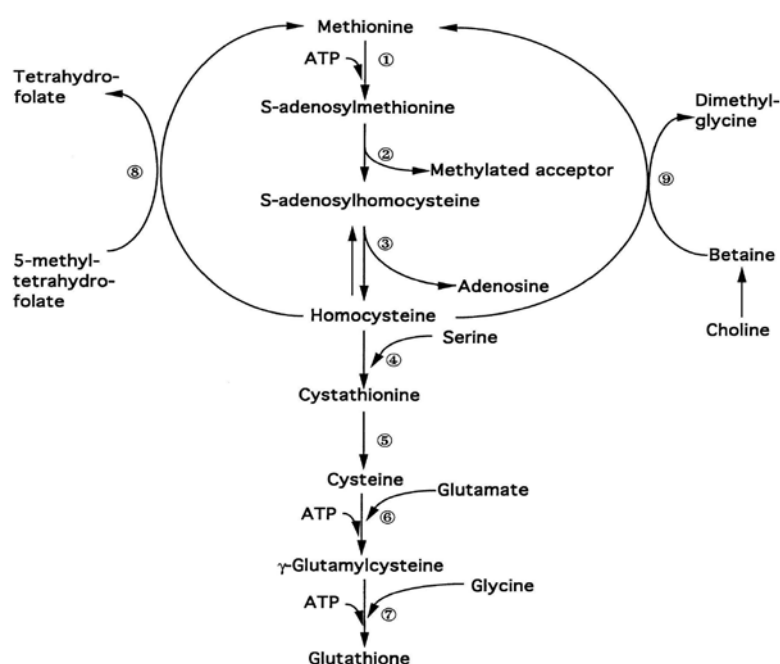 Methionine
ATP
①
Tetrahydro-
folate
S-adenosylmethionine
Dimethyl-
glycine
②
Methylated acceptor
⑧
⑨
S-adenosylhomocysteine
③
5-methyl-
tetrahydro-
folate
Adenosine
Betaine
Homocysteine
Serine
Choline
④
Cystathionine
⑤
Cysteine
Glutamate
ATP
⑥
γ-Glutamylcysteine
Glycine
ATP
⑦
Glutathione